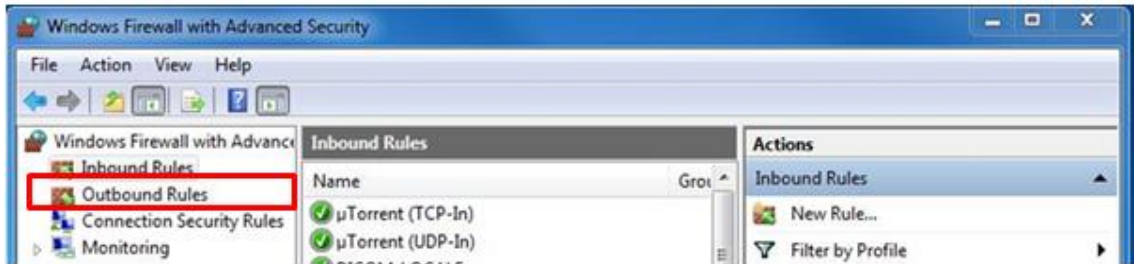 Windows Firewall with Advanced Security
File Action View Help
Windows Firewall with Advance
Inbound Rules
Outbound Rules
Connection Security Rules
Monitoring
Inbound Rules
Name Grou
µTorrent (TCP-In)
µTorrent (UDP-In)
Actions
Inbound Rules
New Rule...
Filter by Profile